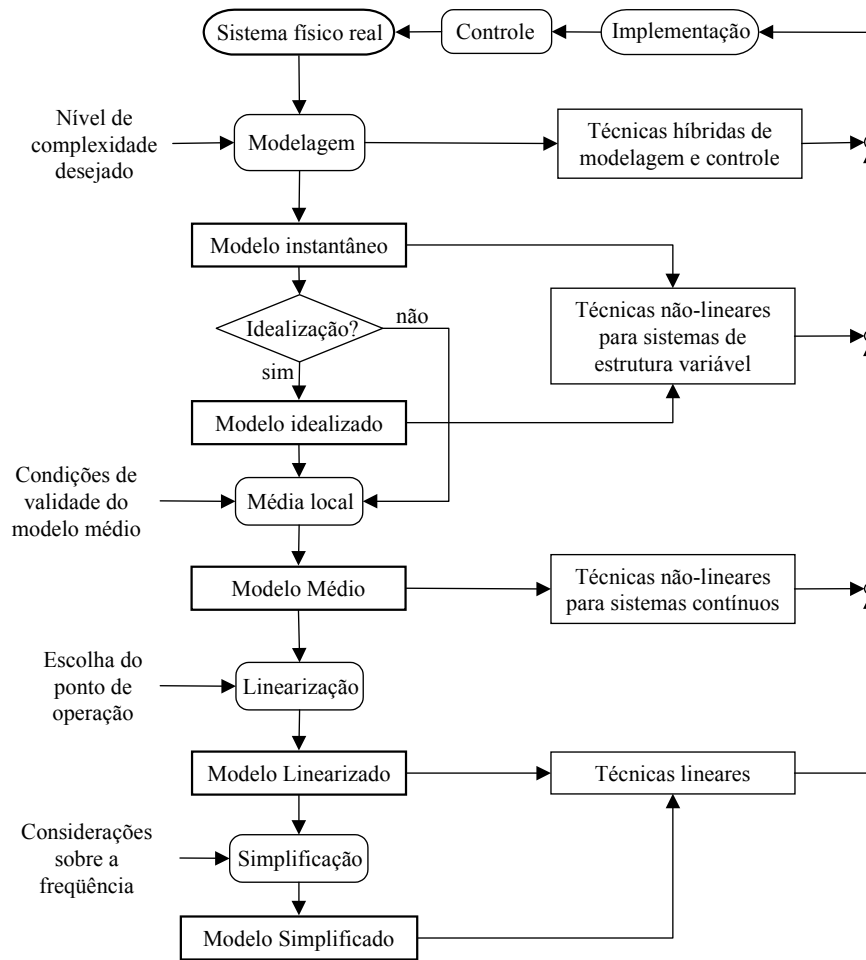 Sistema físico real
Controle
Implementação
Nível de
complexidade
desejado
Modelagem
Técnicas híbridas de
modelagem e controle
Modelo instantâneo
Idealização?
não
sim
Técnicas não-lineares
para sistemas de
estrutura variável
Modelo idealizado
Condições de
validade do
modelo médio
Média local
Modelo Médio
Técnicas não-lineares
para sistemas contínuos
Escolha do
ponto de
operação
Linearização
Modelo Linearizado
Técnicas lineares
Considerações
sobre a
freqüência
Simplificação
Modelo Simplificado